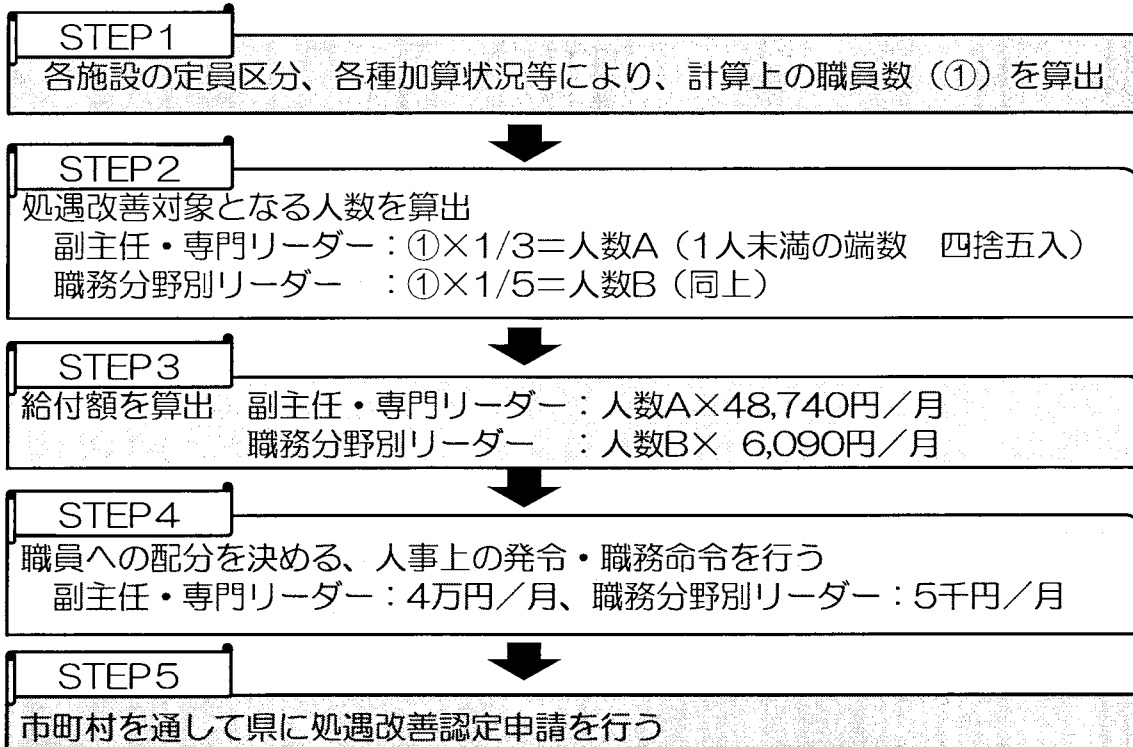 STEP1
各施設の定員区分、各種加算状況等により、計算上の職員数（①）を算出
STEP2
処遇改善対象となる人数を算出
副主任・専門リーダー：①×1/3＝人数A（1人未満の端数　四捨五入）
職務分野別リーダー　：①×1/5＝人数B（同上）
STEP3
給付額を算出　副主任・専門リーダー：人数A×48,740円／月
職務分野別リーダー　：人数B× 6,090円／月
STEP4
職員への配分を決める、人事上の発令・職務命令を行う
副主任・専門リーダー：4万円／月、職務分野別リーダー：5千円／月
STEP5
市町村を通して県に処遇改善認定申請を行う